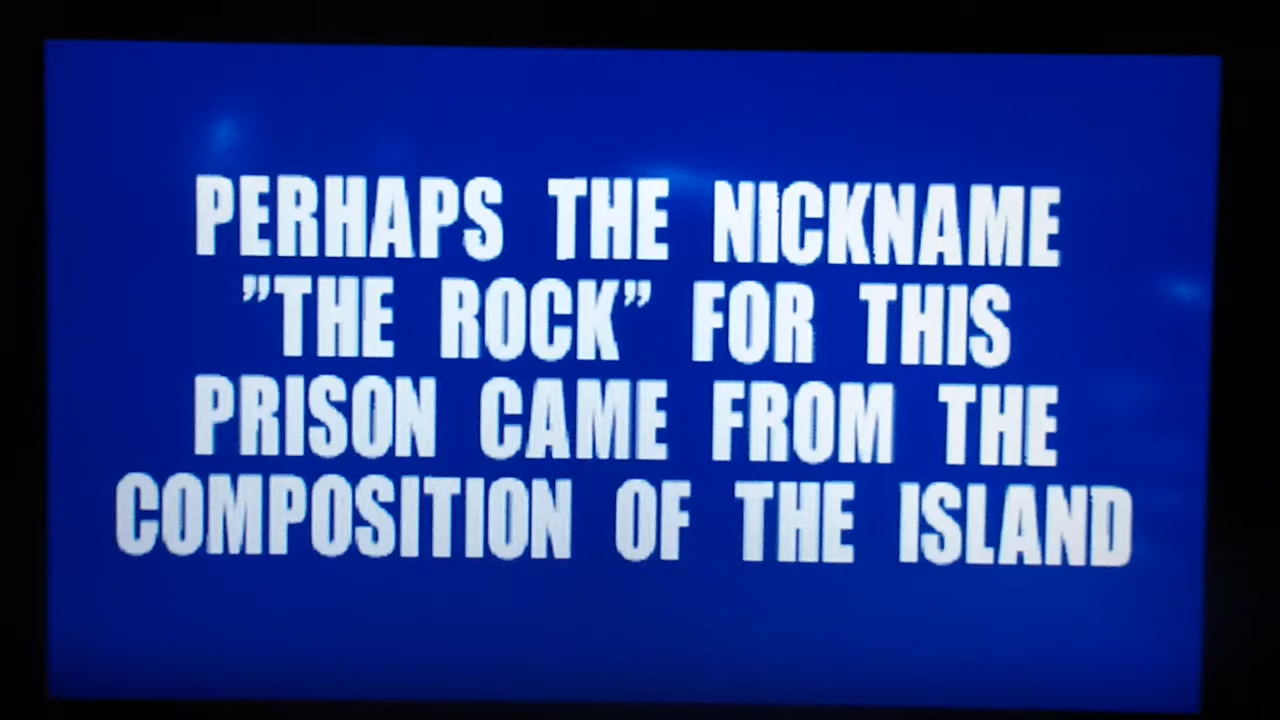 PERHAPS THE NICKNAME
"THE ROCK" FOR THIS
PRISON CAME FROM THE
COMPOSITION OF THE ISLAND